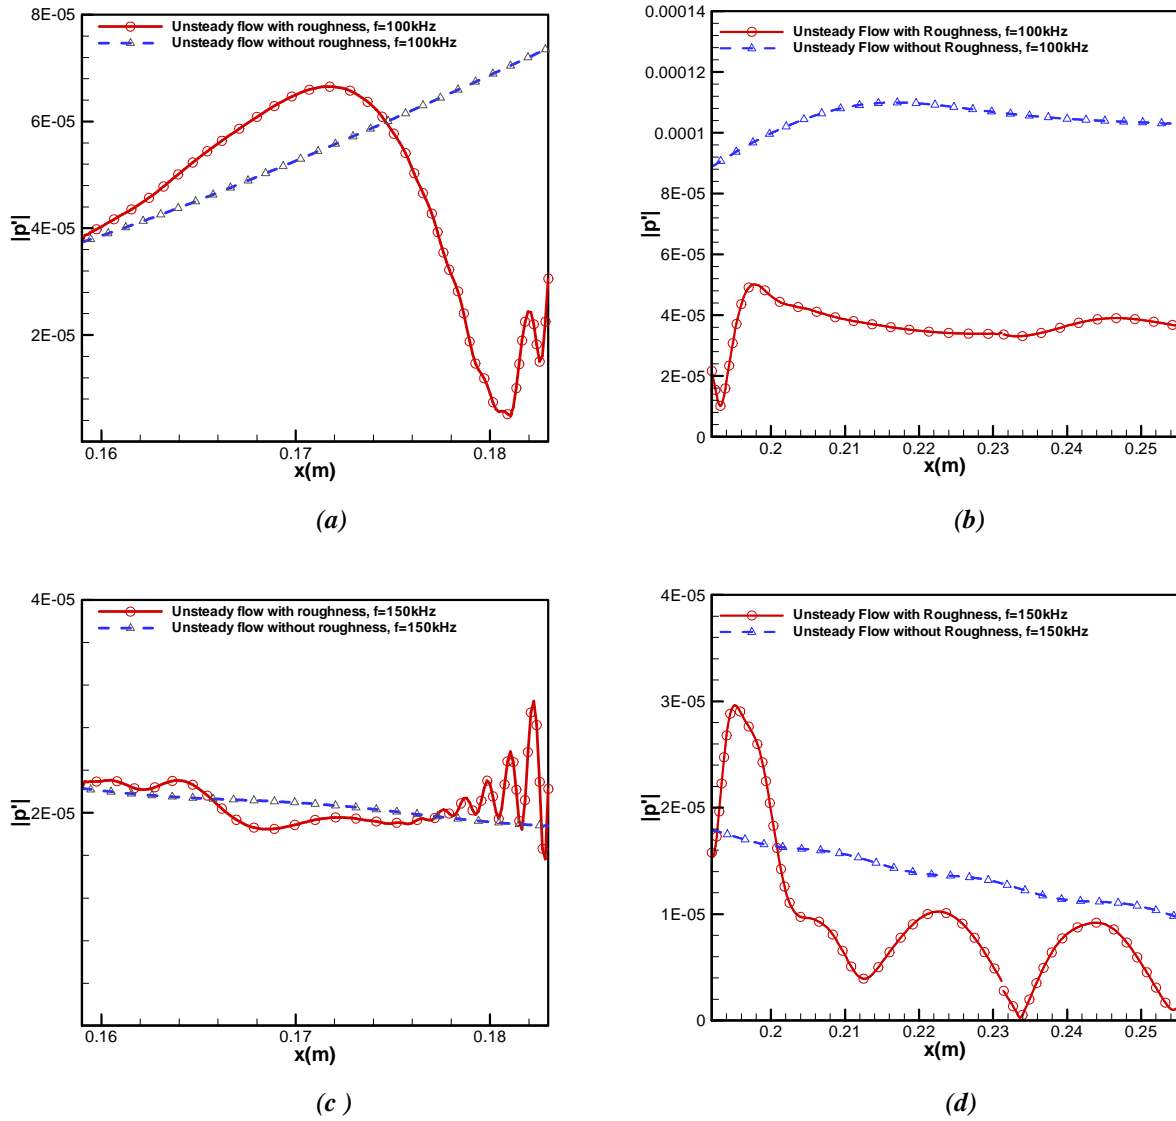 8E-05
6E-05
4E-05
2E-05
|p'|
Unsteady flow with roughness, f=100kHz
Unsteady flow without roughness, f=100kHz
0.16 0.17 0.18
x(m)
(a)
0.00014
0.00012
0.0001
8E-05
6E-05
4E-05
2E-05
0
|p'|
Unsteady Flow with Roughness, f=100kHz
Unsteady Flow without Roughness, f=100kHz
0.2 0.21 0.22 0.23 0.24 0.25
x(m)
(b)
4E-05
2E-05
|p'|
Unsteady flow with roughness, f=150kHz
Unsteady flow without roughness, f=150kHz
0.16 0.17 0.18
x(m)
(c )
4E-05
3E-05
2E-05
1E-05
0
|p'|
Unsteady Flow with Roughness, f=150kHz
Unsteady Flow without Roughness, f=150kHz
0.2 0.21 0.22 0.23 0.24 0.25
x(m)
(d)